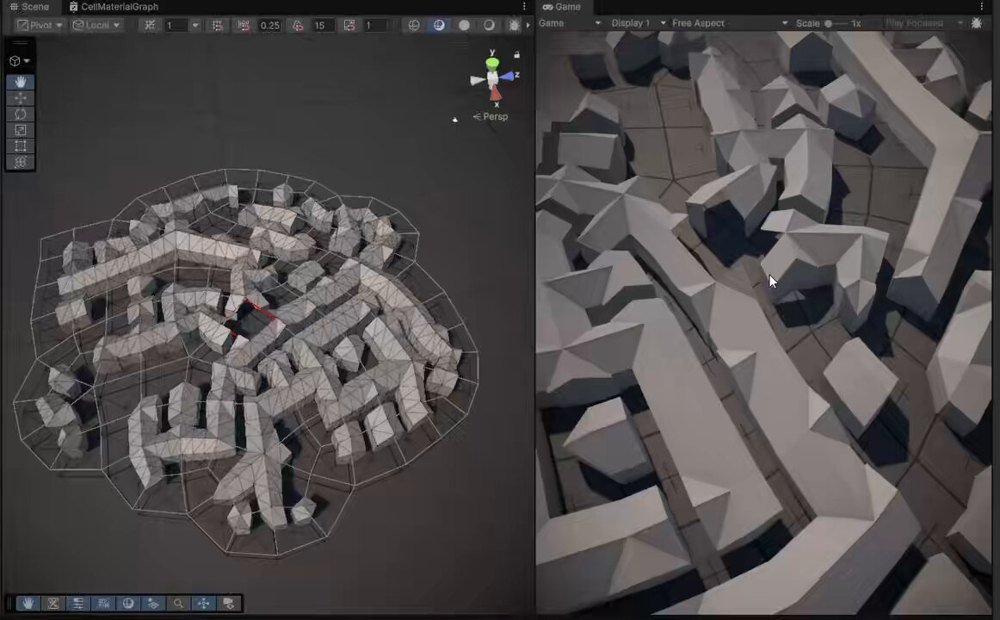 Scene
CellMaterialGraph
Game
Pivot
Local
1
0.25
15
1
Game
Display 1
Free Aspect
Scale
1x
Play Focused
y
z
x
Persp